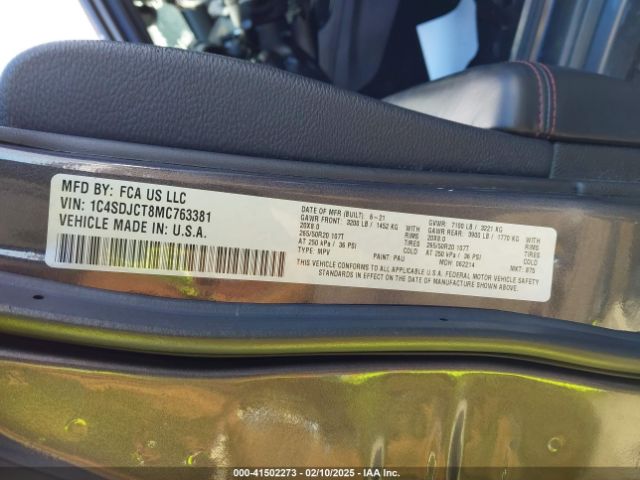 MFD BY: FCA US LLC
VIN: 1C4SDJCT8MC763381
VEHICLE MADE IN: U.S.A.
DATE OF MFR (BUILT): 6-21
GAWR FRONT: 3200 LB / 1452 KG WITH
20X8.0 RIMS
265/50R20 107T TIRES
AT 250 kPa / 36 PSI COLD
TYPE: MPV PAINT: PAU
GVWR: 7100 LB / 3221 KG
GAWR REAR: 3900 LB / 1770 KG WITH
20X8.0 RIMS
265/50R20 107T TIRES
AT 250 kPa / 36 PSI COLD
MDH: 062214 MKT: 875
THIS VEHICLE CONFORMS TO ALL APPLICABLE U.S.A. FEDERAL MOTOR VEHICLE SAFETY
STANDARDS IN EFFECT ON THE DATE OF MANUFACTURE SHOWN ABOVE.
000-41502273 - 02/10/2025 - IAA Inc.